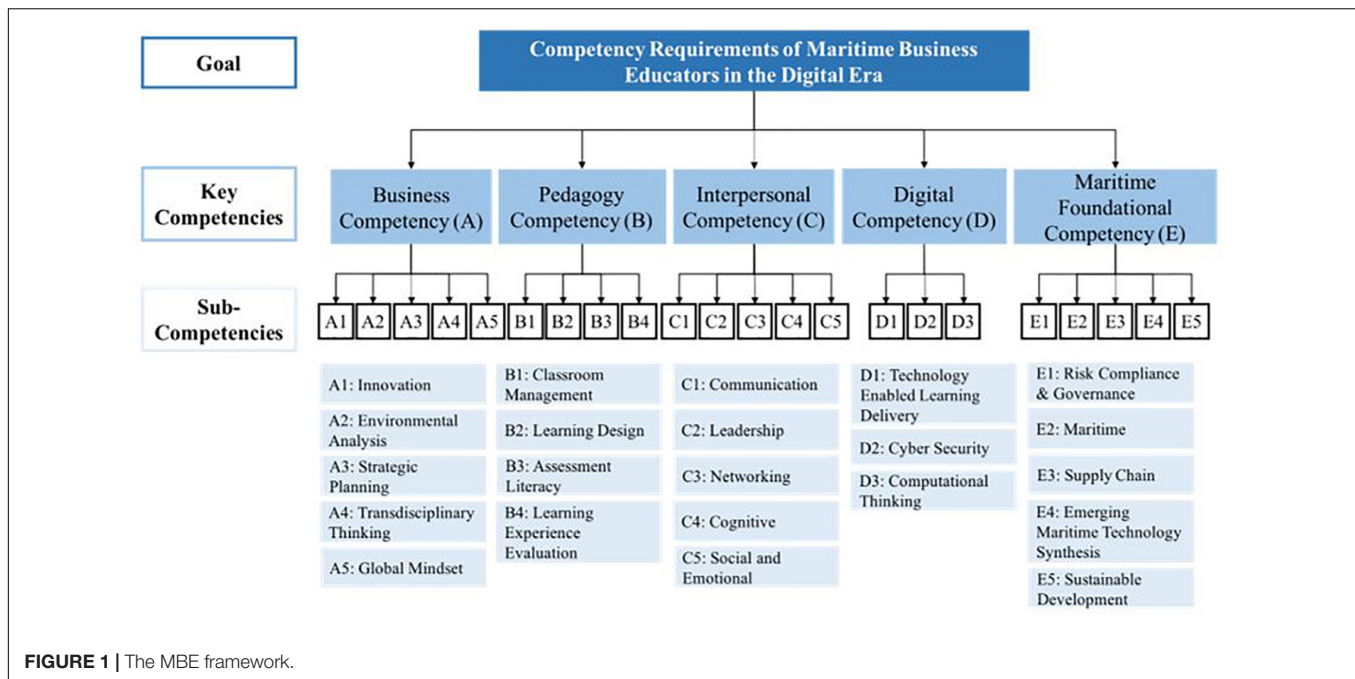 Goal
Competency Requirements of Maritime Business
Educators in the Digital Era
Key
Competencies
Business
Competency (A)
Pedagogy
Competency (B)
Interpersonal
Competency (C)
Digital
Competency (D)
Maritime
Foundational
Competency (E)
Sub-
Competencies
A1 A2 A3 A4 A5 B1 B2 B3 B4 C1 C2 C3 C4 C5 D1 D2 D3 E1 E2 E3 E4 E5
A1: Innovation
A2: Environmental
Analysis
A3: Strategic
Planning
A4: Transdisciplinary
Thinking
A5: Global Mindset
B1: Classroom
Management
B2: Learning Design
B3: Assessment
Literacy
B4: Learning
Experience
Evaluation
C1: Communication
C2: Leadership
C3: Networking
C4: Cognitive
C5: Social and
Emotional
D1: Technology
Enabled Learning
Delivery
D2: Cyber Security
D3: Computational
Thinking
E1: Risk Compliance
& Governance
E2: Maritime
E3: Supply Chain
E4: Emerging
Maritime Technology
Synthesis
E5: Sustainable
Development
FIGURE 1 | The MBE framework.